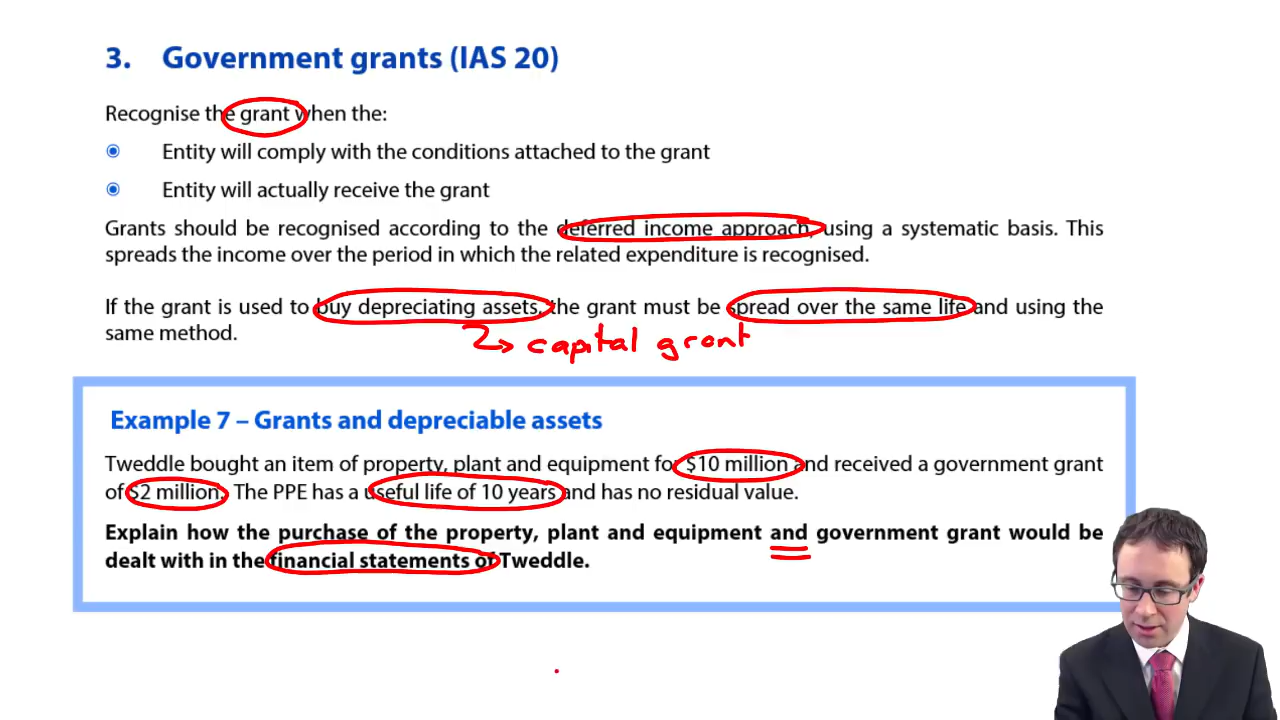 3. Government grants (IAS 20)
Recognise the grant when the:
Entity will comply with the conditions attached to the grant
Entity will actually receive the grant
Grants should be recognised according to the deferred income approach, using a systematic basis. This
spreads the income over the period in which the related expenditure is recognised.
If the grant is used to buy depreciating assets, the grant must be spread over the same life and using the
same method.
capital grant
Example 7 – Grants and depreciable assets
Tweddle bought an item of property, plant and equipment for $10 million and received a government grant
of $2 million. The PPE has a useful life of 10 years and has no residual value.
Explain how the purchase of the property, plant and equipment and government grant would be
dealt with in the financial statements of Tweddle.